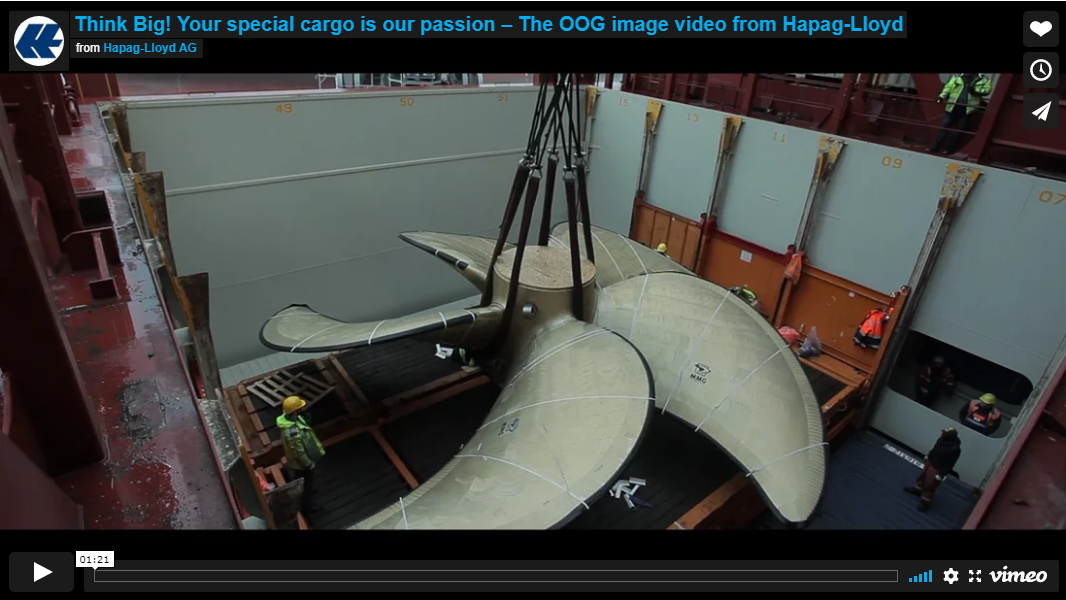 Think Big! Your special cargo is our passion – The OOG image video from Hapag-Lloyd
from Hapag-Lloyd AG
49
50
51
15
13
11
09
07
MMG
01:21
vimeo